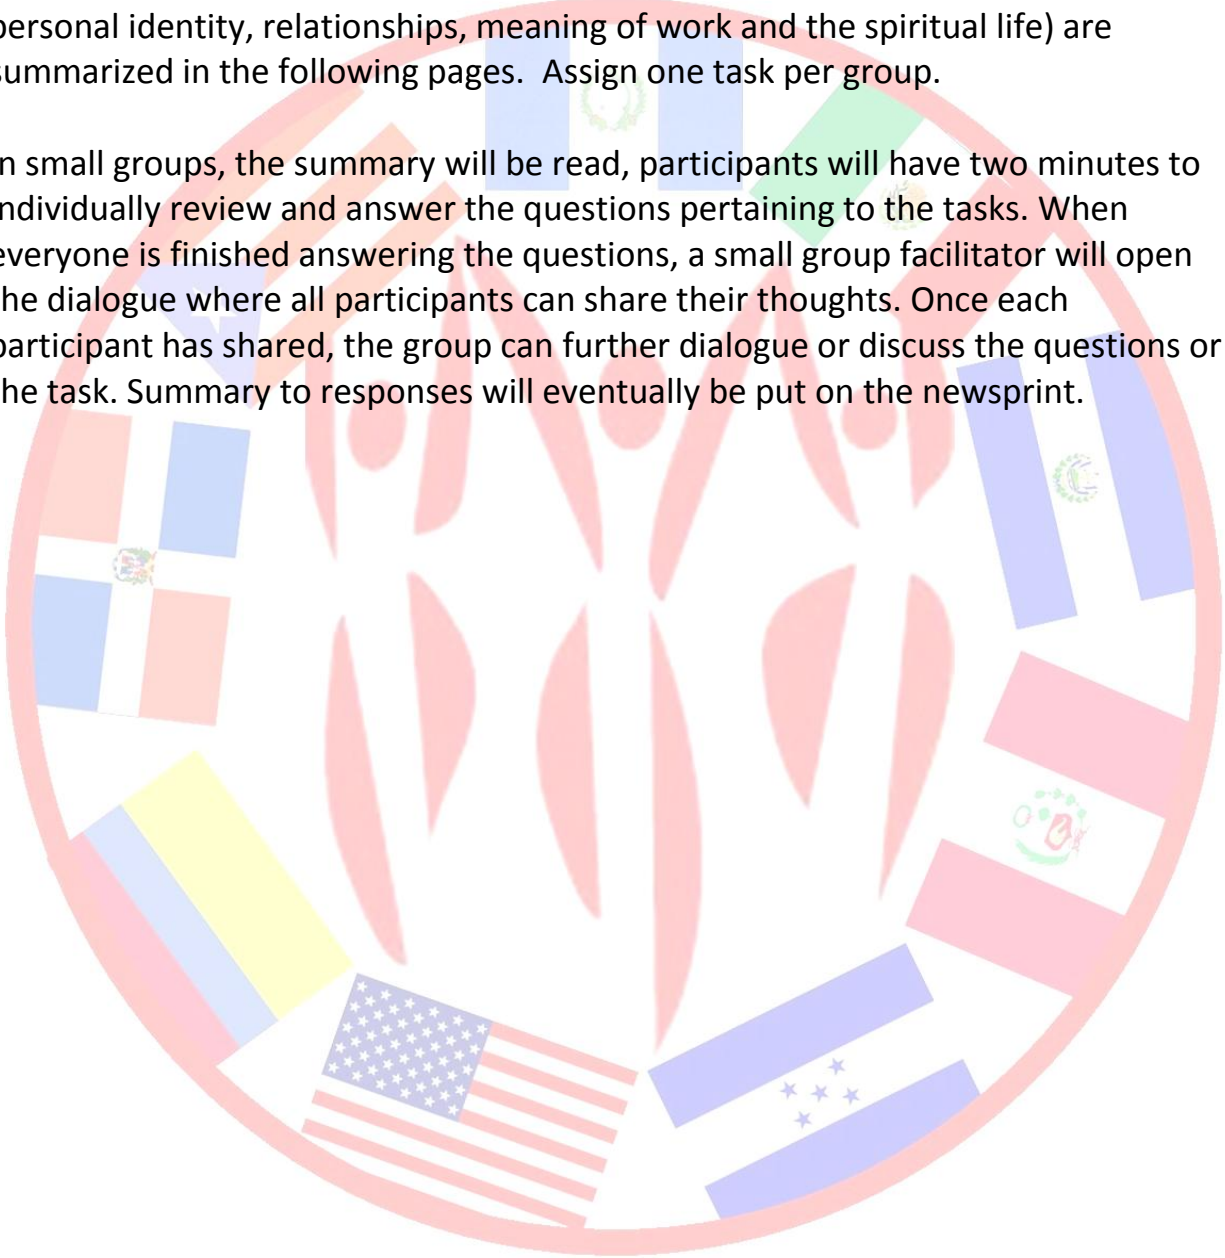 personal identity, relationships, meaning of work and the spiritual life) are
summarized in the following pages.  Assign one task per group.
In small groups, the summary will be read, participants will have two minutes to
individually review and answer the questions pertaining to the tasks. When
everyone is finished answering the questions, a small group facilitator will open
the dialogue where all participants can share their thoughts. Once each
participant has shared, the group can further dialogue or discuss the questions or
the task. Summary to responses will eventually be put on the newsprint.